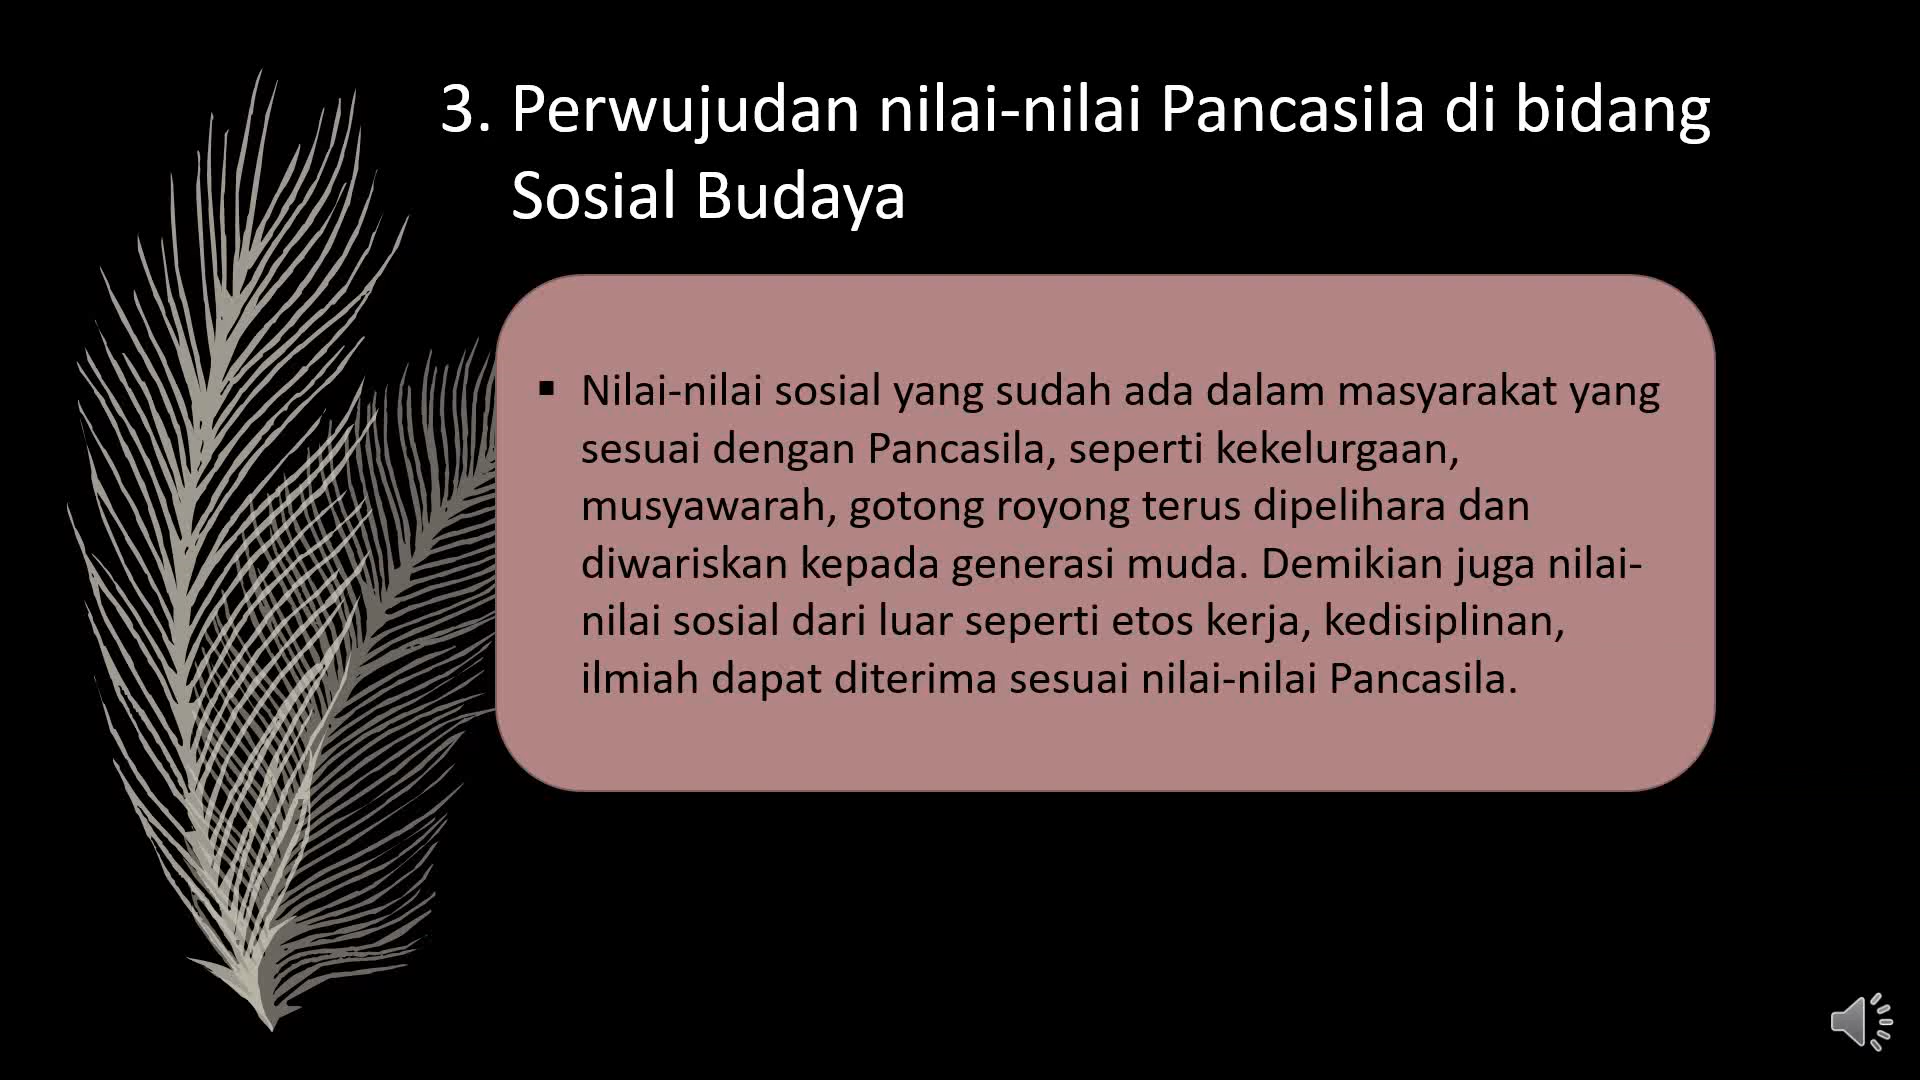 3. Perwujudan nilai-nilai Pancasila di bidang
Sosial Budaya
▪ Nilai-nilai sosial yang sudah ada dalam masyarakat yang
sesuai dengan Pancasila, seperti kekelurgaan,
musyawarah, gotong royong terus dipelihara dan
diwariskan kepada generasi muda. Demikian juga nilai-
nilai sosial dari luar seperti etos kerja, kedisiplinan,
ilmiah dapat diterima sesuai nilai-nilai Pancasila.